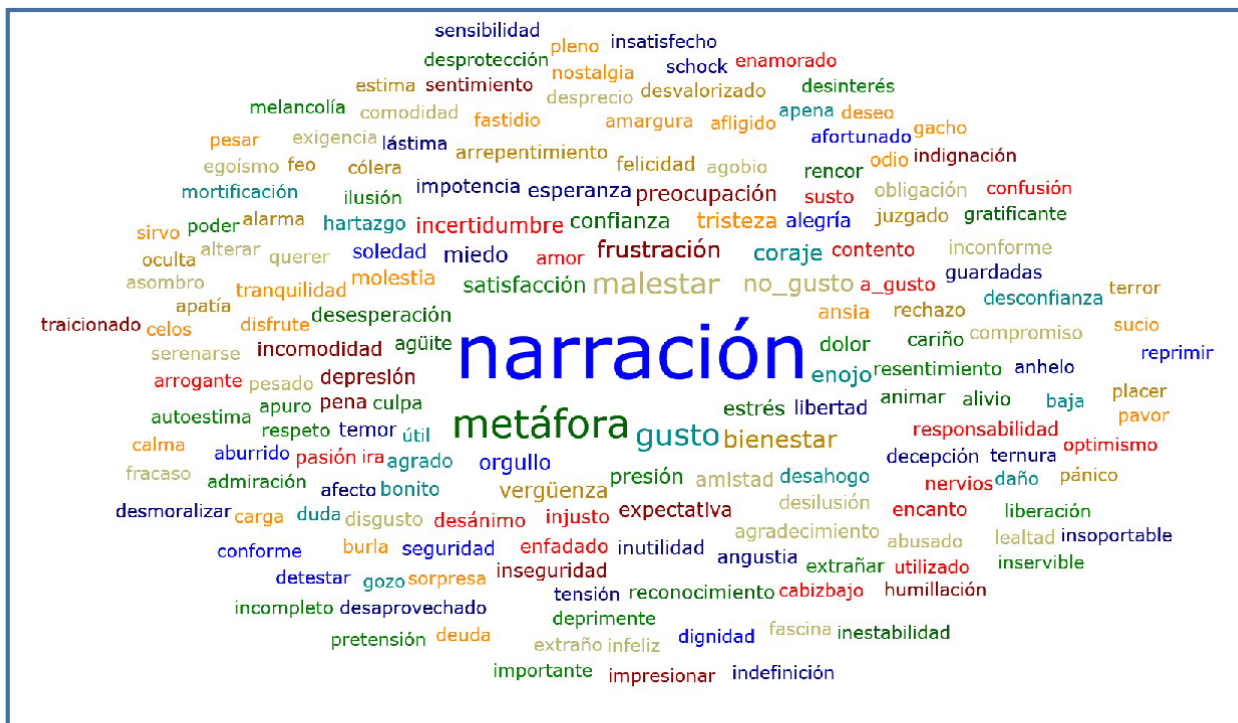 sensibilidad pleno insatisfecho
desprotección nostalgia schock enamorado
estima sentimiento desprecio desvalorizado desinterés
melancolía comodidad fastidio amargura afligido apena deseo
pesar exigencia lástima afortunado gacho
egoísmo feo cólera arrepentimiento felicidad agobio rencor odio indignación
mortificación ilusión impotencia esperanza preocupación susto obligación confusión
sirvo poder alarma hartazgo incertidumbre confianza tristeza alegría juzgado gratificante
oculta alterar querer soledad miedo amor frustración coraje contento inconforme
asombro tranquilidad molestia satisfacción malestar no_gusto a_gusto guardadas desconfianza terror
traicionado celos apatía disfrute desesperación ansia rechazo compromiso sucio
serenarse incomodidad agüite narración dolor cariño reprimir
arrogante pesado depresión enojo resentimiento anhelo
autoestima apuro pena culpa metáfora estrés libertad animar alivio baja placer pavor
calma respeto temor útil gusto bienestar responsabilidad optimismo
fracaso aburrido pasión ira agrado orgullo decepción ternura
admiración afecto bonito vergüenza presión amistad desahogo nervios daño pánico
desmoralizar carga duda disgusto desánimo injusto expectativa desilusión encanto liberación
conforme burla seguridad enfadado inutilidad angustia agradecimiento abusado lealtad insoportable
detestar gozo sorpresa inseguridad extrañar utilizado inservible
incompleto desaprovechado tensión reconocimiento cabizbajo humillación
pretensión deuda deprimente dignidad fascina inestabilidad
extraño infeliz
importante impresionar indefinición